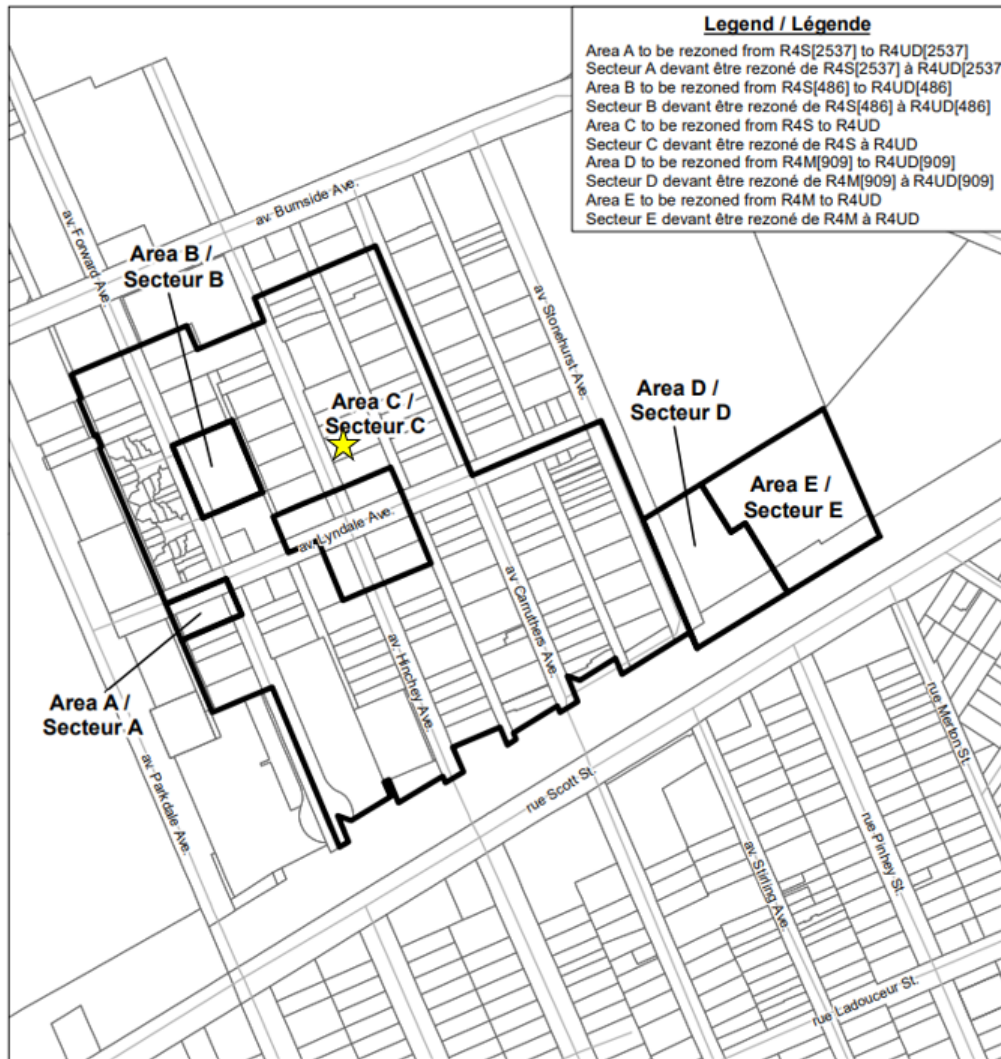 Legend / Légende
Area A to be rezoned from R4S[2537] to R4UD[2537]
Secteur A devant être rezoné de R4S[2537] à R4UD[2537
Area B to be rezoned from R4S[486] to R4UD[486]
Secteur B devant être rezoné de R4S[486] à R4UD[486]
Area C to be rezoned from R4S to R4UD
Secteur C devant être rezoné de R4S à R4UD
Area D to be rezoned from R4M[909] to R4UD[909]
Secteur D devant être rezoné de R4M[909] à R4UD[909]
Area E to be rezoned from R4M to R4UD
Secteur E devant être rezoné de R4M à R4UD
av. Burnside Ave.
av. Forward Ave.
Area B /
Secteur B
av. Stonehurst Ave.
Area C /
Secteur C
Area D /
Secteur D
Area E /
Secteur E
av. Lyndale Ave.
av. Carruthers Ave.
av. Hinchey Ave.
Area A /
Secteur A
av. Parkdale Ave.
rue Merton St.
rue Scott St.
rue Pinhey St.
av. Stirling Ave.
rue Ladouceur St.